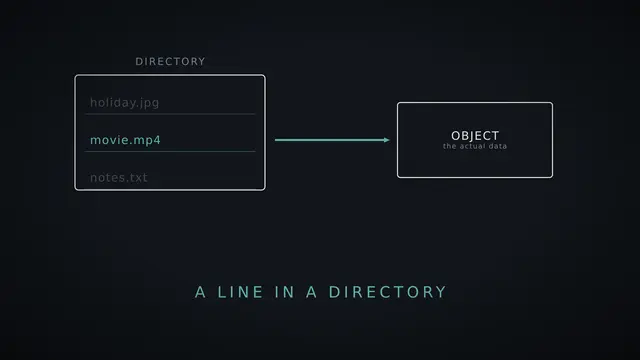 DIRECTORY
holiday.jpg
movie.mp4
notes.txt
OBJECT
the actual data
A LINE IN A DIRECTORY